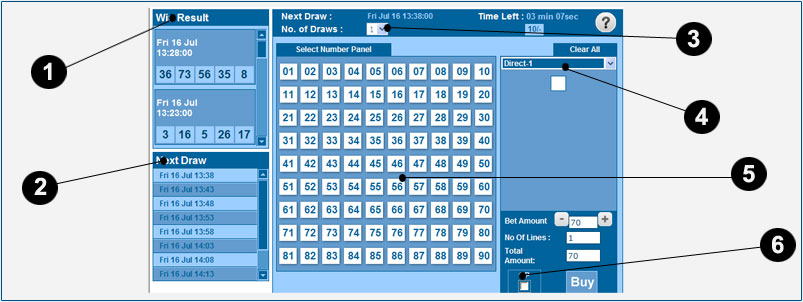 Win Result
Fri 16 Jul
13:28:00
36 73 56 35 8
Fri 16 Jul
13:23:00
3 16 5 26 17
Next Draw
Fri 16 Jul 13:38
Fri 16 Jul 13:43
Fri 16 Jul 13:48
Fri 16 Jul 13:53
Fri 16 Jul 13:58
Fri 16 Jul 14:03
Fri 16 Jul 14:08
Fri 16 Jul 14:13
Next Draw : Fri Jul 16 13:38:00 Time Left : 03 min 07sec
No. of Draws : 1 10/- ?
Select Number Panel
Clear All
01 02 03 04 05 06 07 08 09 10
11 12 13 14 15 16 17 18 19 20
21 22 23 24 25 26 27 28 29 30
31 32 33 34 35 36 37 38 39 40
41 42 43 44 45 46 47 48 49 50
51 52 53 54 55 56 57 58 59 60
61 62 63 64 65 66 67 68 69 70
71 72 73 74 75 76 77 78 79 80
81 82 83 84 85 86 87 88 89 90
Direct-1
Bet Amount - 70 +
No Of Lines : 1
Total
Amount: 70
Buy
1
2
3
4
5
6